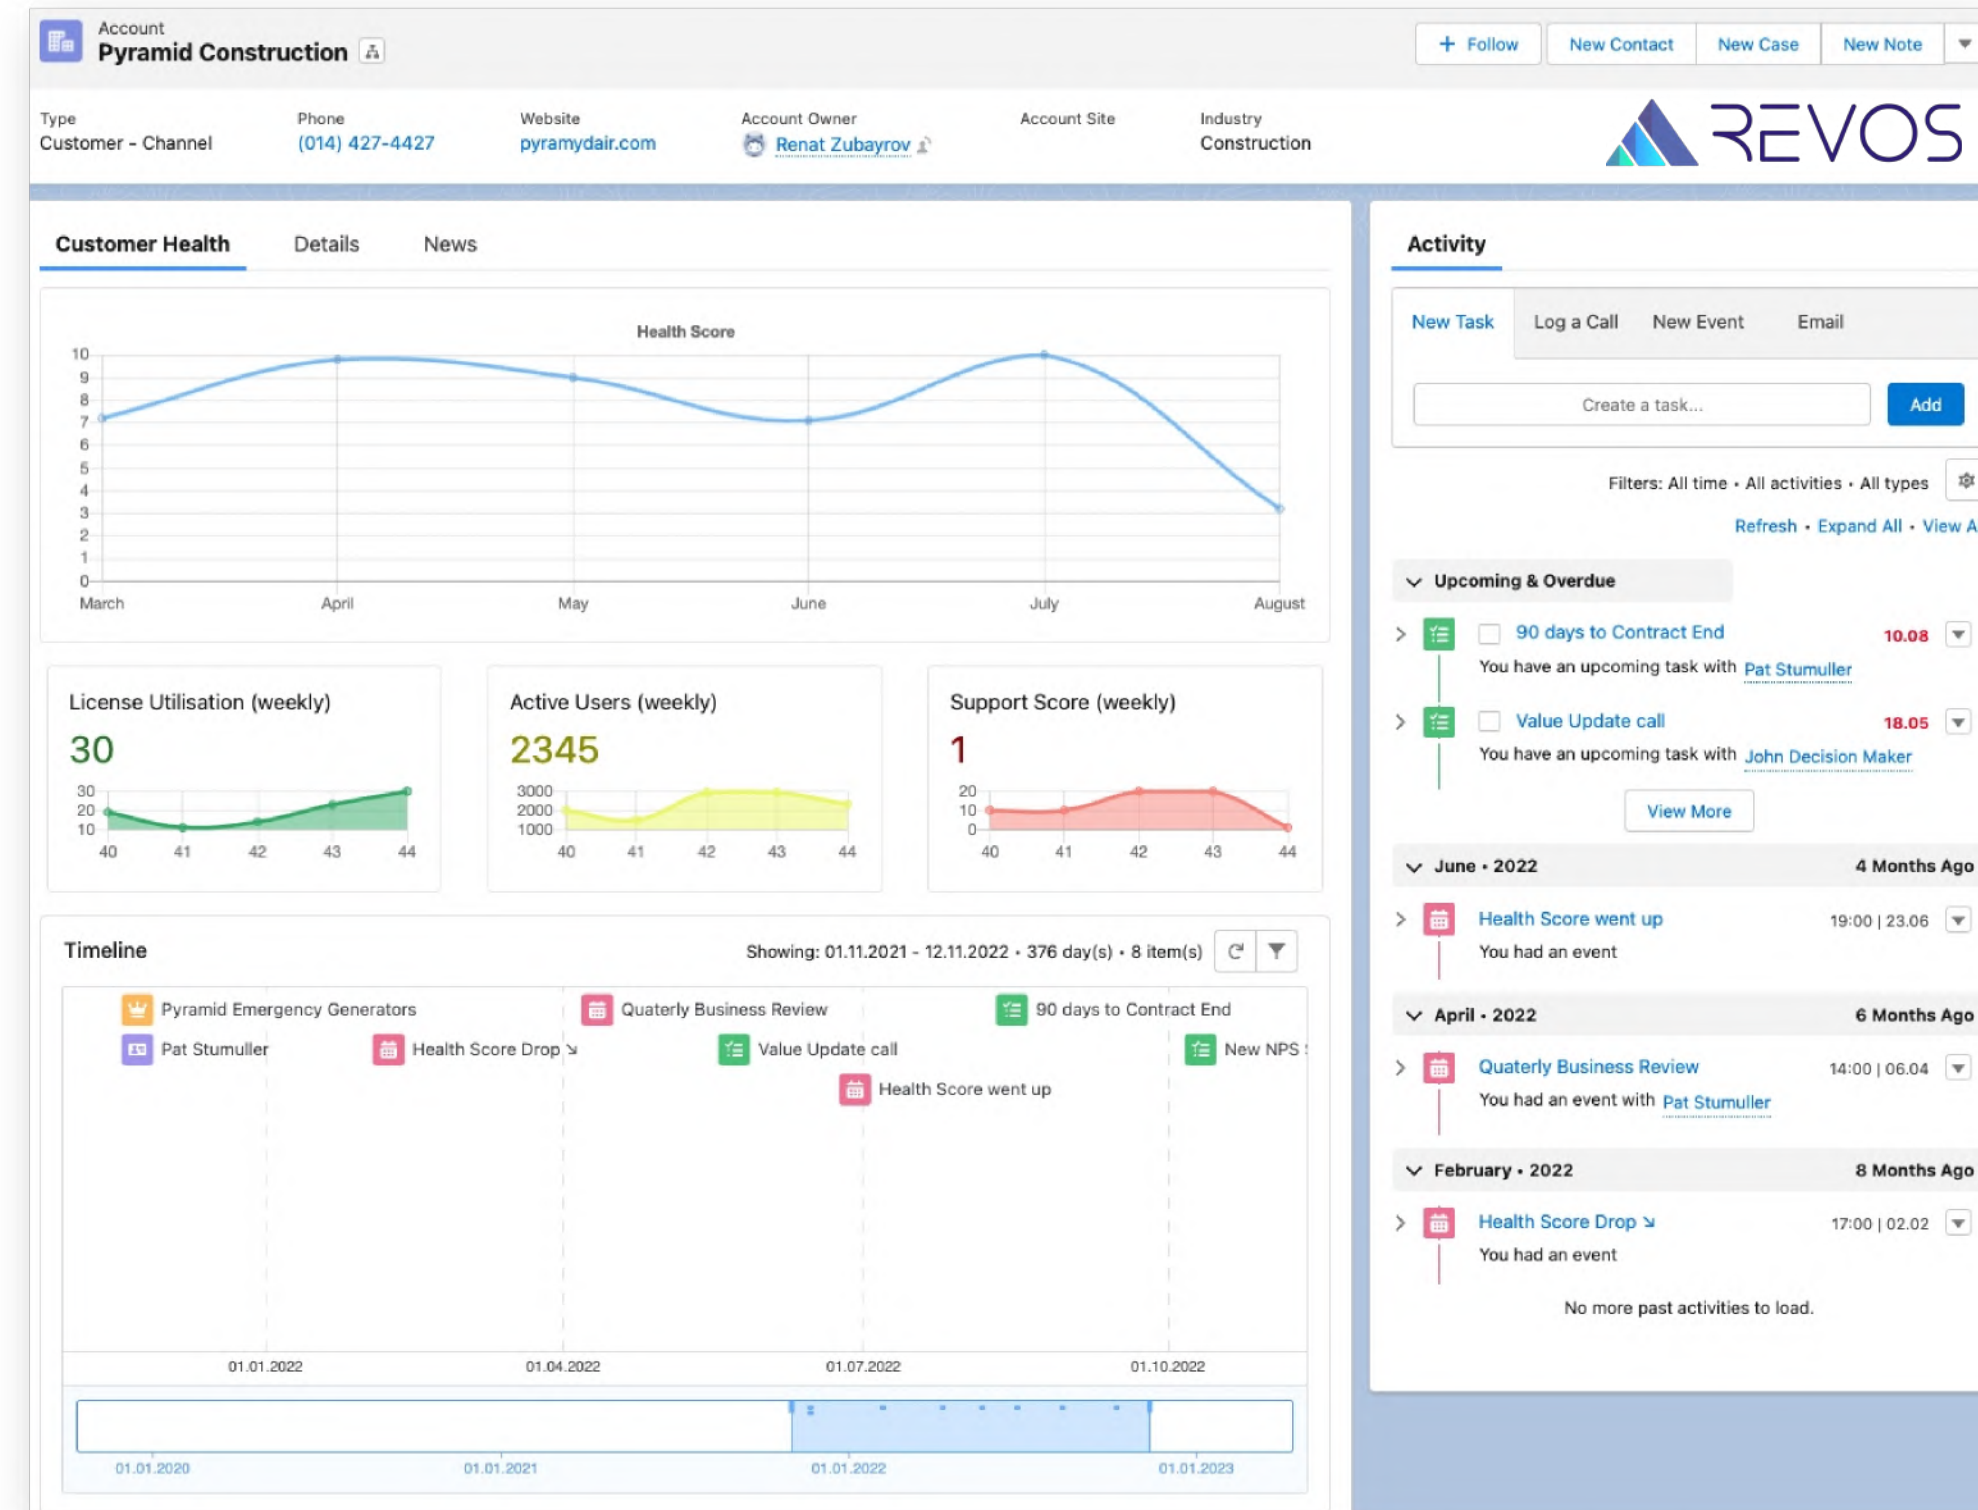 Account
Pyramid Construction
+ Follow
New Contact
New Case
New Note
Type
Customer - Channel
Phone
(014) 427-4427
Website
pyramydair.com
Account Owner
Renat Zubayrov
Account Site
Industry
Construction
REVOS
Customer Health
Details
News
Health Score
10
9
8
7
6
5
4
3
2
1
0
March
April
May
June
July
August
License Utilisation (weekly)
30
30
20
10
40 41 42 43 44
Active Users (weekly)
2345
3000
2000
1000
40 41 42 43 44
Support Score (weekly)
1
20
10
0
40 41 42 43 44
Timeline
Showing: 01.11.2021 - 12.11.2022 • 376 day(s) • 8 item(s)
Pyramid Emergency Generators
Quaterly Business Review
90 days to Contract End
Pat Stumuller
Health Score Drop ↘
Value Update call
New NPS
Health Score went up
01.01.2022
01.04.2022
01.07.2022
01.10.2022
01.01.2020
01.01.2021
01.01.2022
01.01.2023
Activity
New Task
Log a Call
New Event
Email
Create a task...
Add
Filters: All time • All activities • All types
Refresh • Expand All • View A
Upcoming & Overdue
90 days to Contract End
10.08
You have an upcoming task with Pat Stumuller
Value Update call
18.05
You have an upcoming task with John Decision Maker
View More
June • 2022
4 Months Ago
Health Score went up
19:00 | 23.06
You had an event
April • 2022
6 Months Ago
Quaterly Business Review
14:00 | 06.04
You had an event with Pat Stumuller
February • 2022
8 Months Ago
Health Score Drop ↘
17:00 | 02.02
You had an event
No more past activities to load.